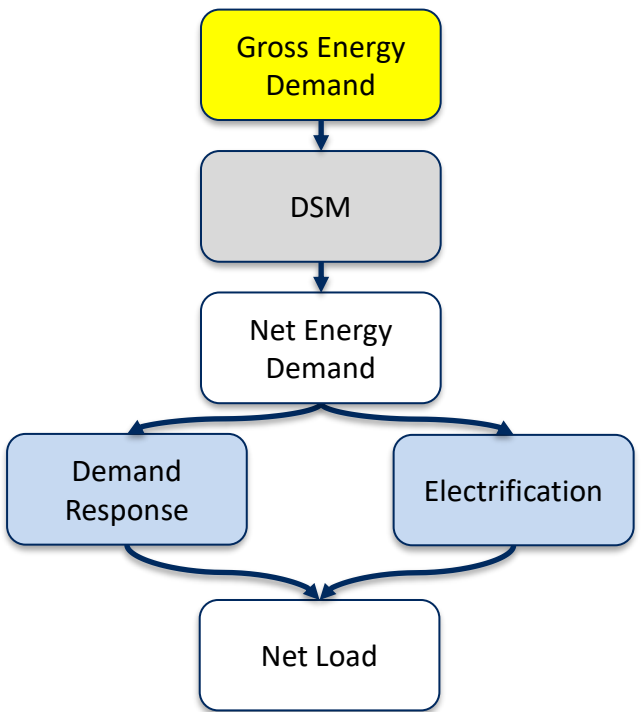 Gross Energy
Demand
DSM
Net Energy
Demand
Demand
Response
Electrification
Net Load